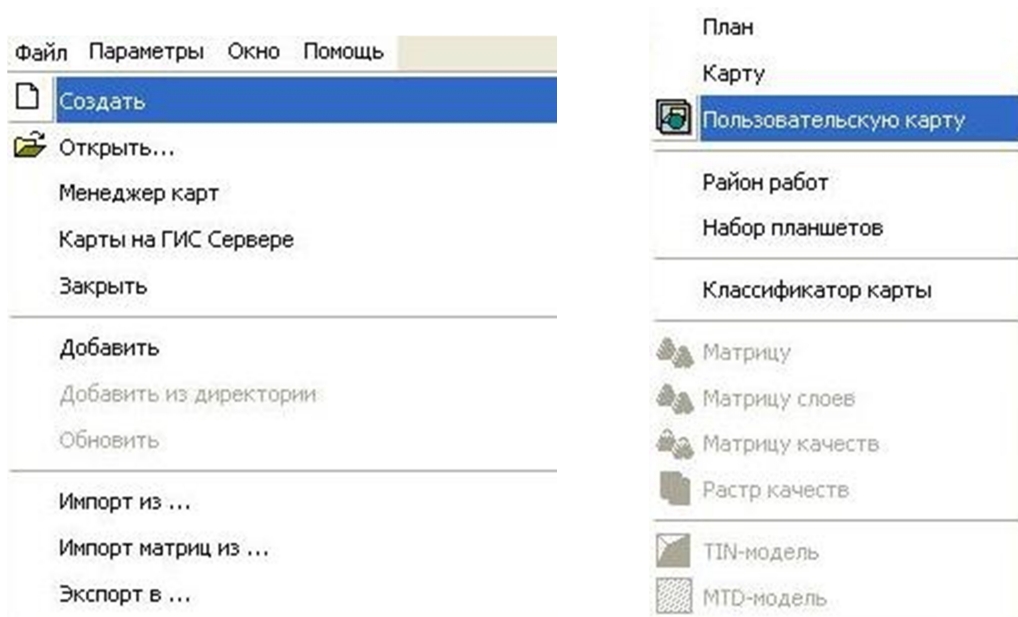 Файл Параметры Окно Помощь
Создать
Открыть...
Менеджер карт
Карты на ГИС Сервере
Закрыть
Добавить
Добавить из директории
Обновить
Импорт из ...
Импорт матриц из ...
Экспорт в ...
План
Карту
Пользовательскую карту
Район работ
Набор планшетов
Классификатор карты
Матрицу
Матрицу слоев
Матрицу качеств
Растр качеств
TIN-модель
MTD-модель